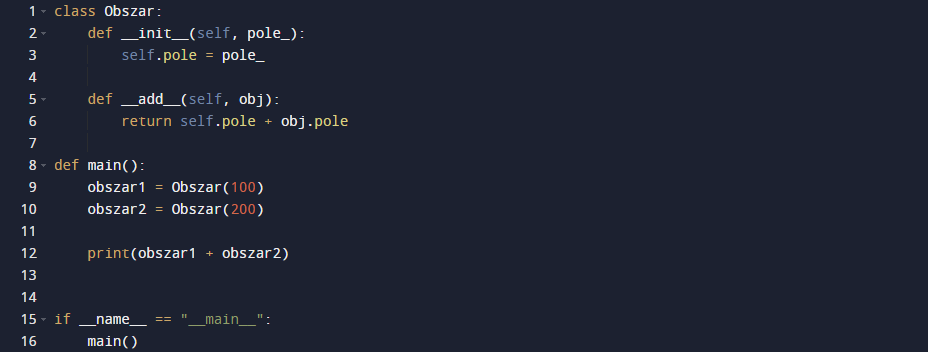 1 class Obszar:
2     def __init__(self, pole_):
3         self.pole = pole_
4
5     def __add__(self, obj):
6         return self.pole + obj.pole
7
8 def main():
9     obszar1 = Obszar(100)
10     obszar2 = Obszar(200)
11
12     print(obszar1 + obszar2)
13
14
15 if __name__ == "__main__":
16     main()